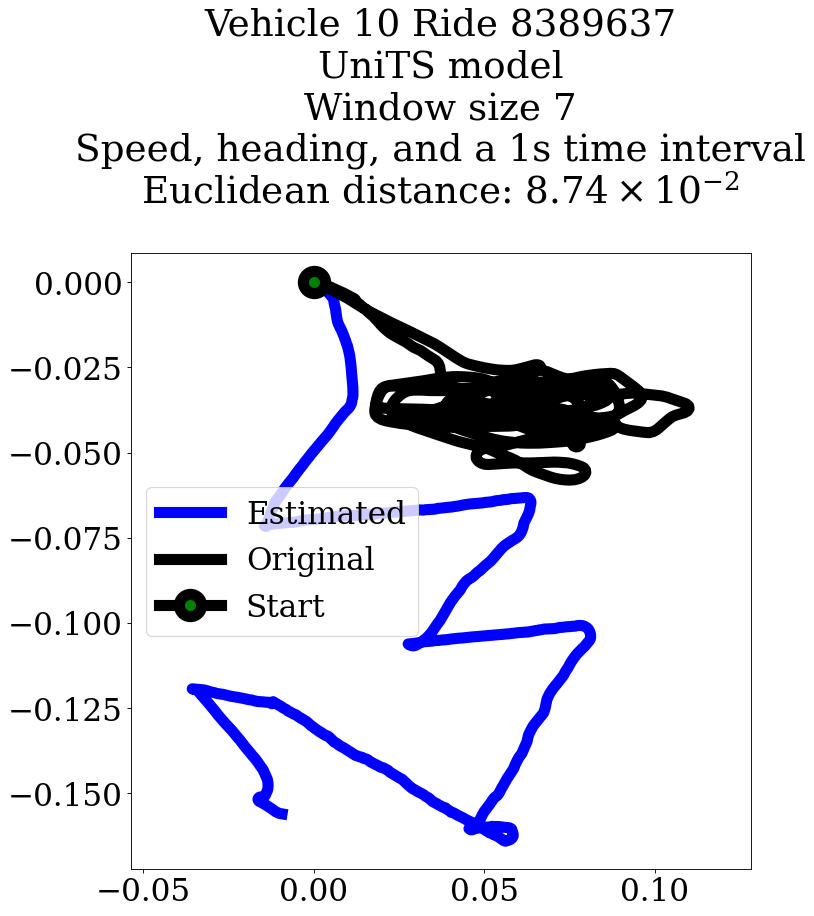 Vehicle 10 Ride 8389637
UniTS model
Window size 7
Speed, heading, and a 1s time interval
Euclidean distance: 8.74 × 10⁻²
0.000
−0.025
−0.050
−0.075
−0.100
−0.125
−0.150
Estimated
Original
Start
−0.05 0.00 0.05 0.10